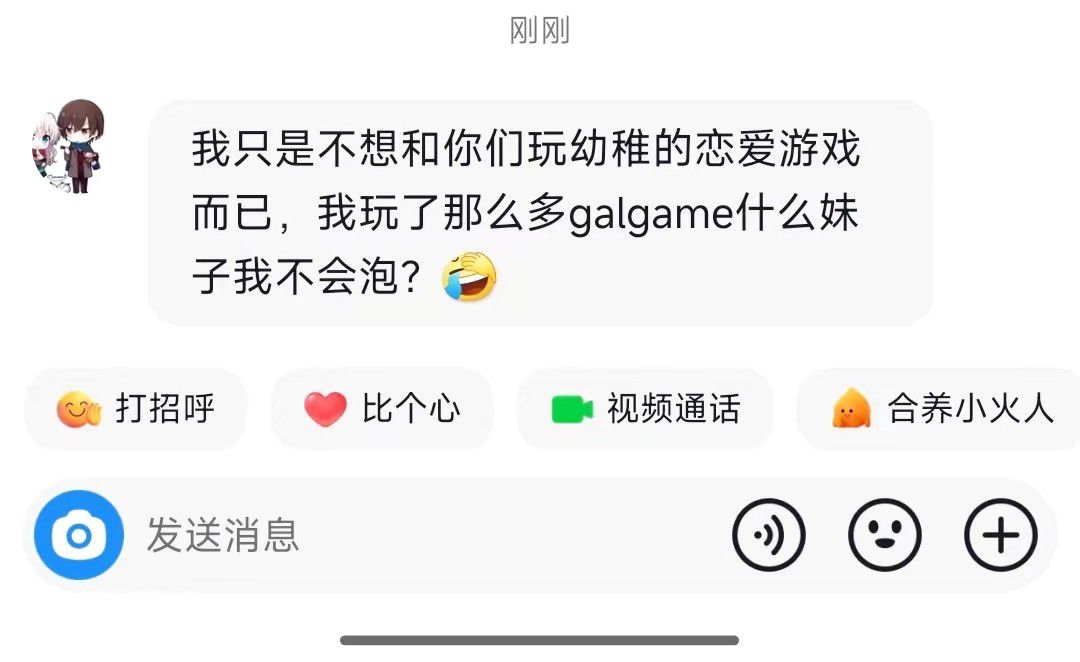 刚刚
我只是不想和你们玩幼稚的恋爱游戏
而已，我玩了那么多galgame什么妹
子我不会泡？
打招呼
比个心
视频通话
合养小火人
发送消息